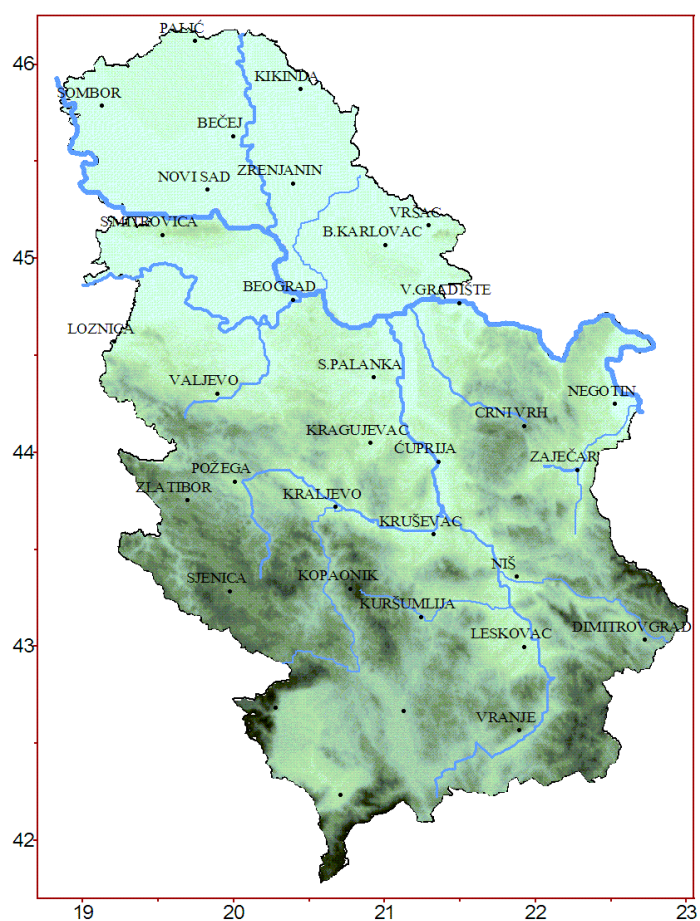 PALIĆ
46
KIKINDA
SOMBOR
BEČEJ
ZRENJANIN
NOVI SAD
VRŠAC
S.MITROVICA
B.KARLOVAC
45
BEOGRAD
V.GRADIŠTE
LOZNICA
S.PALANKA
VALJEVO
NEGOTIN
CRNI VRH
KRAGUJEVAC
44
ĆUPRIJA
ZAJEČAR
POŽEGA
ZLATIBOR
KRALJEVO
KRUŠEVAC
NIŠ
SJENICA
KOPAONIK
KURŠUMLIJA
DIMITROVGRAD
LESKOVAC
43
VRANJE
42
19 20 21 22 23